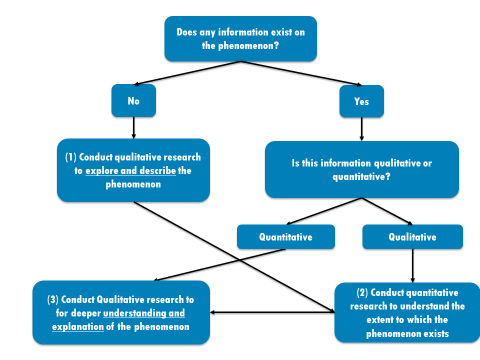 Does any information exist on
the phenomenon?
No
Yes
(1) Conduct qualitative research
to explore and describe the
phenomenon
Is this information qualitative or
quantitative?
Quantitative
Qualitative
(3) Conduct Qualitative research to
for deeper understanding and
explanation of the phenomenon
(2) Conduct quantitative
research to understand the
extent to which the
phenomenon exists